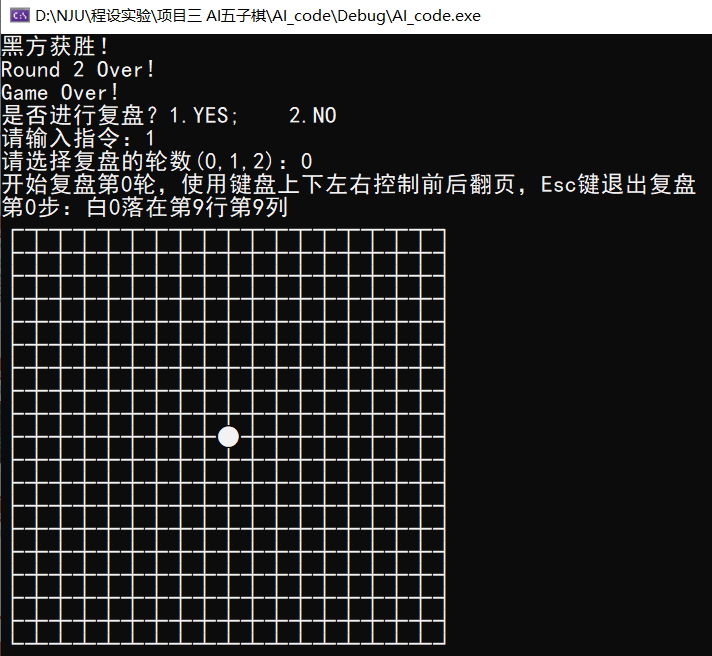 D:\NJU\程设实验\项目三 AI五子棋\AI_code\Debug\AI_code.exe
黑方获胜！
Round 2 Over!
Game Over!
是否进行复盘？1.YES;    2.NO
请输入指令：1
请选择复盘的轮数(0,1,2)：0
开始复盘第0轮，使用键盘上下左右控制前后翻页，Esc键退出复盘
第0步：白0落在第9行第9列